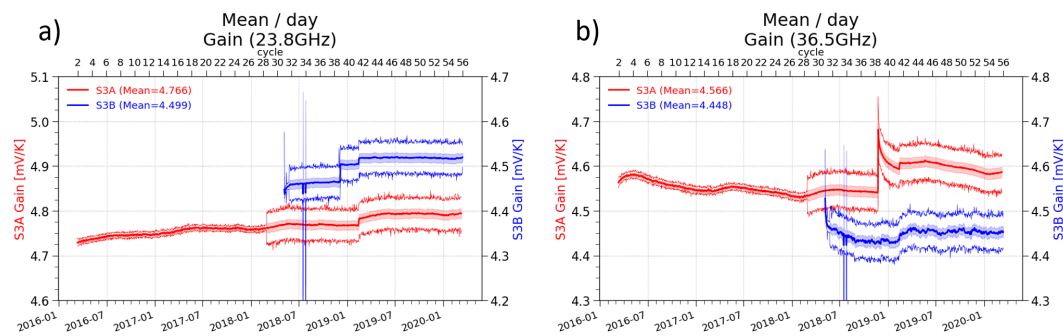 a)
Mean / day
Gain (23.8GHz)
cycle
2 6 8 10 12 14 16 18 20 22 24 26 28 30 32 34 36 38 40 42 44 46 48 50 52 54 56
5.1
5.0
4.9
4.8
4.7
4.6
S3A Gain [mV/K]
S3A (Mean=4.766)
S3B (Mean=4.499)
4.7
4.6
4.5
4.4
4.3
4.2
S3B Gain [mV/K]
2016-01 2016-07 2017-01 2017-07 2018-01 2018-07 2019-01 2019-07 2020-01
b)
Mean / day
Gain (36.5GHz)
cycle
2 6 8 10 12 14 16 18 20 22 24 26 28 30 32 34 36 38 40 42 44 46 48 50 52 54 56
4.8
4.7
4.6
4.5
4.4
4.3
S3A Gain [mV/K]
S3A (Mean=4.566)
S3B (Mean=4.448)
4.8
4.7
4.6
4.5
4.4
4.3
S3B Gain [mV/K]
2016-01 2016-07 2017-01 2017-07 2018-01 2018-07 2019-01 2019-07 2020-01